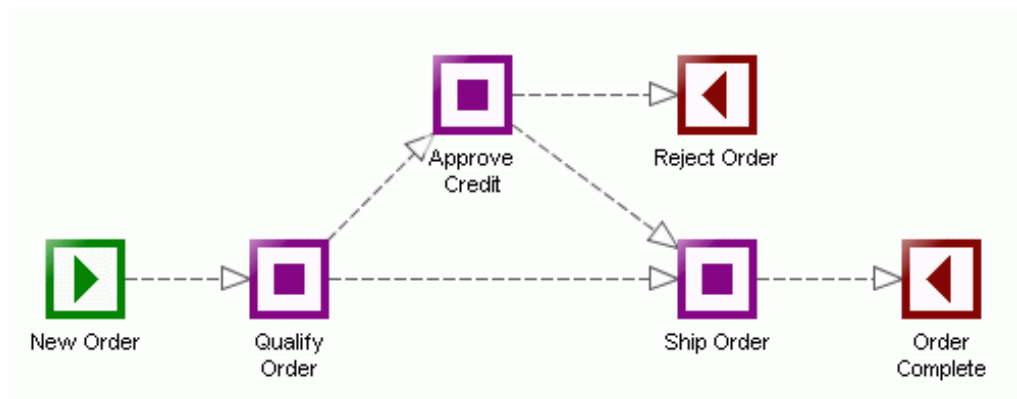 Approve
Credit
Reject Order
New Order
Qualify
Order
Ship Order
Order
Complete